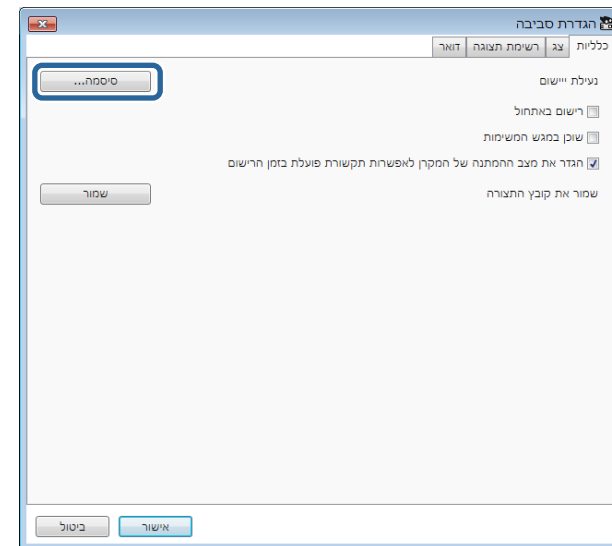 הגדרת סביבה
כלליות צג רשימת תצוגה דואר
נעילת יישום סיסמה...
רישום באתחול
שוכן במגש המשימות
הגדר את מצב ההמתנה של המקרן לאפשרות תקשורת פועלת בזמן הרישום
שמור את קובץ התצורה שמור
אישור ביטול